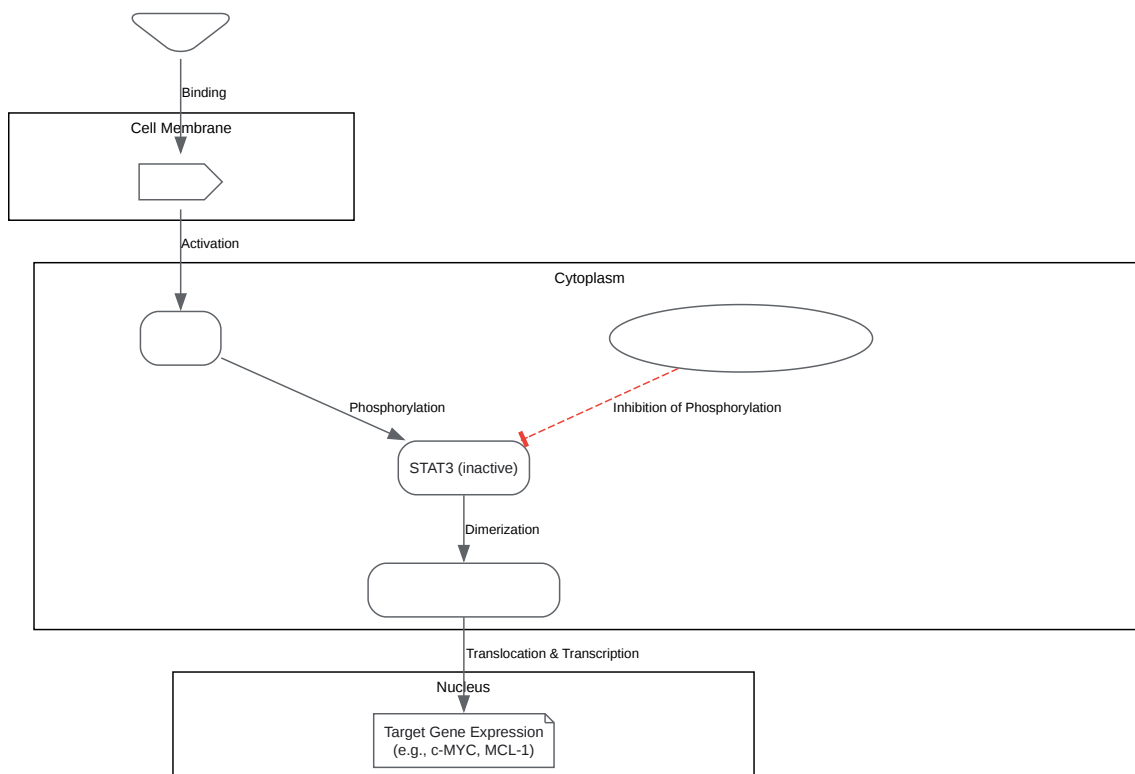 Binding
Cell Membrane
Activation
Cytoplasm
Phosphorylation
Inhibition of Phosphorylation
STAT3 (inactive)
Dimerization
Translocation & Transcription
Nucleus
Target Gene Expression
(e.g., c-MYC, MCL-1)